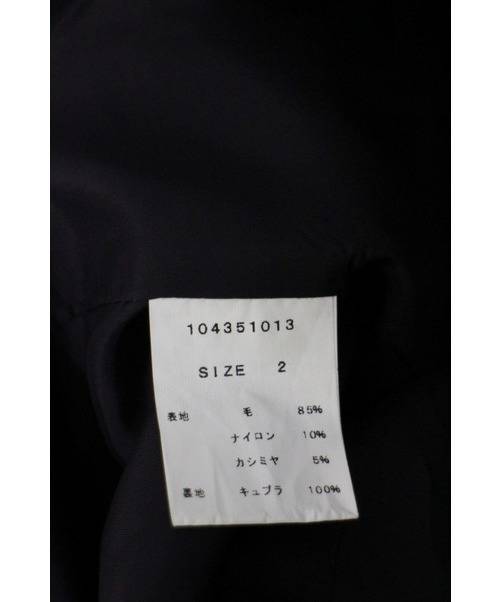 104351013
SIZE 2
表地 毛 85%
ナイロン 10%
カシミヤ 5%
裏地 キュプラ 100%